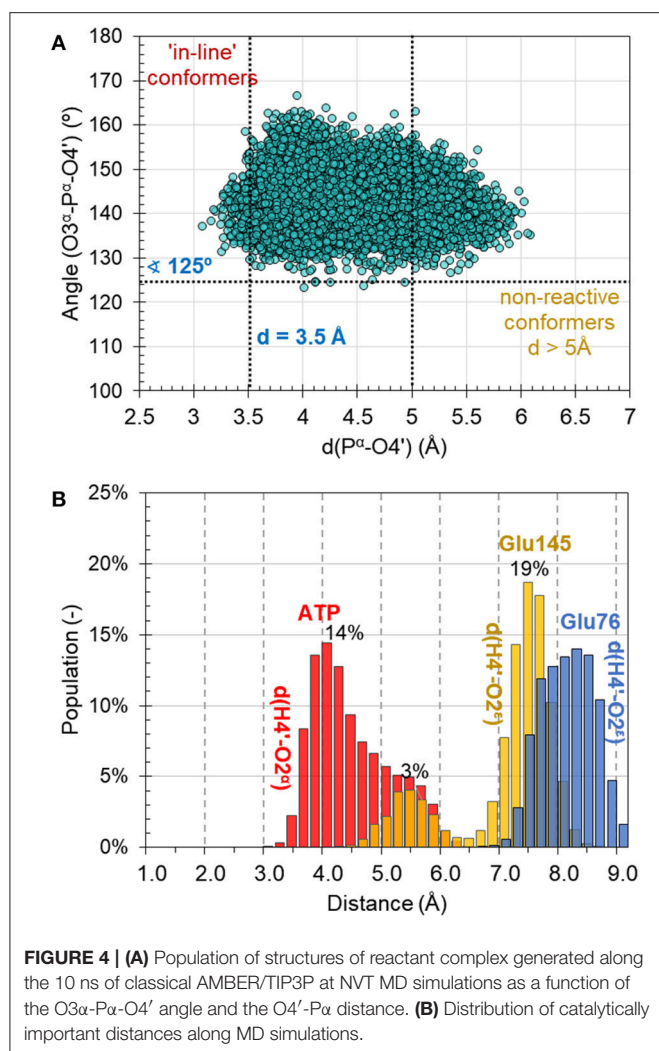 A
'in-line'
conformers
180
170
160
150
140
130
120
110
100
Angle (O3α-Pα-O4') (º)
∢ 125º
d = 3.5 Å
non-reactive
conformers
d > 5Å
2.5 3 3.5 4 4.5 5 5.5 6 6.5 7
d(Pα-O4') (Å)
B
25%
20%
15%
10%
5%
0%
Population (-)
ATP
14%
d(H4'-O2α)
3%
Glu145
19%
d(H4'-O2ε)
Glu76
d(H4'-O2ε)
1.0 2.0 3.0 4.0 5.0 6.0 7.0 8.0 9.0
Distance (Å)
FIGURE 4 | (A) Population of structures of reactant complex generated along
the 10 ns of classical AMBER/TIP3P at NVT MD simulations as a function of
the O3α-Pα-O4′ angle and the O4′-Pα distance. (B) Distribution of catalytically
important distances along MD simulations.